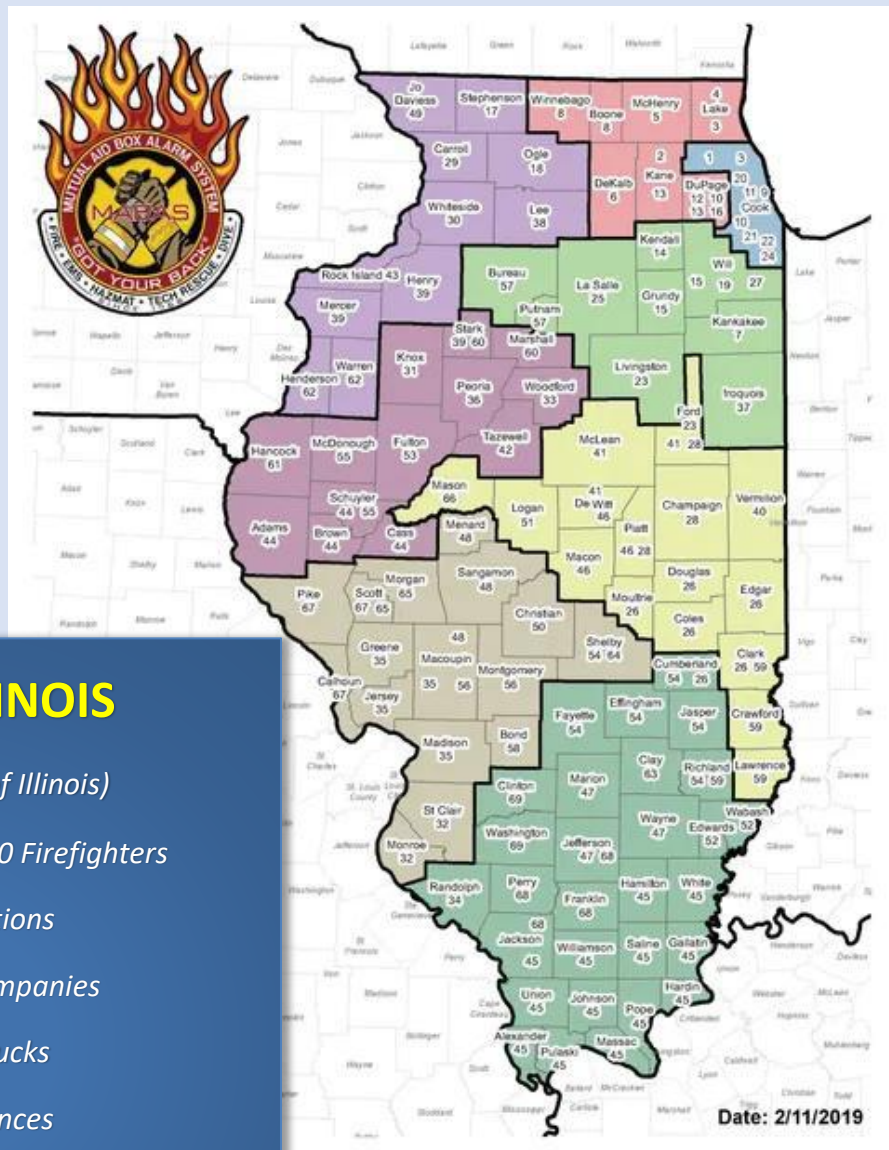 MUTUAL AID BOX ALARM SYSTEM
MABAS
"GOT YOUR BACK"
• FIRE • EMS • HAZMAT • TECH RESCUE • DIVE •
Jo
Daviess
49
Stephenson
17
Winnebago
8
Boone
8
McHenry
5
4
Lake
3
Carroll
29
Ogle
18
DeKalb
6
2
Kane
13
DuPage
12 10
13 16
1 3
20
11 9
Cook
10
21 22
24
Whiteside
30
Lee
38
Kendall
14
Will
15 19 27
Rock Island 43
Henry
39
Bureau
57
La Salle
25
Grundy
15
Mercer
39
Putnam
57
Kankakee
7
Stark
39 60
Marshall
60
Knox
31
Warren
62
Henderson
62
Peoria
36
Woodford
33
Livingston
23
Ford
23
41 28
Iroquois
37
Tazewell
42
McLean
41
Hancock
61
McDonough
55
Fulton
53
Mason
66
Logan
51
41
De Witt
46
Champaign
28
Vermilion
40
Schuyler
44 55
Adams
44
Brown
44
Cass
44
Menard
48
Piatt
46 28
Macon
46
Douglas
26
Edgar
26
Moultrie
26
Coles
26
Pike
67
Scott
67 65
Morgan
65
Sangamon
48
Christian
50
Shelby
54 64
Clark
26 59
Cumberland
54 26
Greene
35
48
Macoupin
35 56
Montgomery
56
Calhoun
67
Jersey
35
Effingham
54
Jasper
54
Crawford
59
Fayette
54
Madison
35
Bond
58
Clay
63
Richland
54 59
Lawrence
59
Marion
47
Clinton
69
St Clair
32
Wayne
47
Edwards
52
Wabash
52
Washington
69
Jefferson
47 68
Monroe
32
Randolph
34
Perry
68
Hamilton
45
White
45
Franklin
68
68
Jackson
45
Williamson
45
Saline
45
Gallatin
45
Union
45
Johnson
45
Pope
45
Hardin
45
Alexander
45
Pulaski
45
Massac
45
Date: 2/11/2019
INOIS
f Illinois)
0 Firefighters
tions
mpanies
ucks
nces